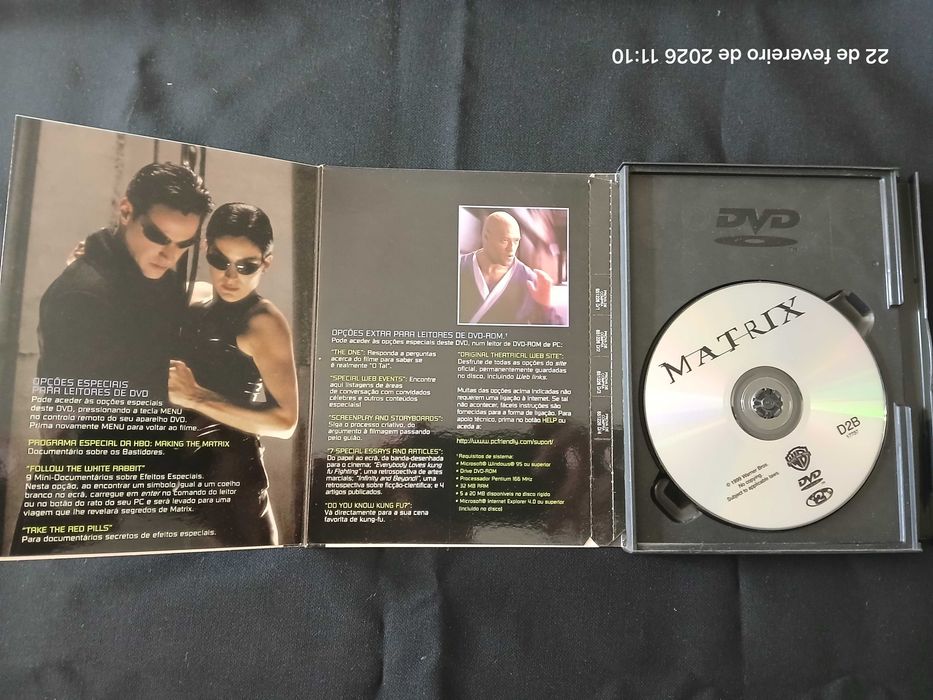 22 de fevereiro de 2026 11:10
OPÇÕES ESPECIAIS
PARA LEITORES DE DVD
Pode aceder às opções especiais
deste DVD, pressionando a tecla MENU
no controlo remoto do seu aparelho DVD.
Prima novamente MENU para voltar ao filme.
PROGRAMA ESPECIAL DA HBO: MAKING THE MATRIX
Documentário sobre os Bastidores.
"FOLLOW THE WHITE RABBIT"
9 Mini-Documentários sobre Efeitos Especiais.
Nesta opção, ao encontrar um símbolo igual a um coelho
branco no ecrã, carregue em enter no comando do leitor
ou no botão do rato do seu PC e será levado para uma
viagem que lhe revelará segredos de Matrix.
"TAKE THE RED PILLS"
Para documentários secretos de efeitos especiais.
OPÇÕES EXTRA PARA LEITORES DE DVD-ROM.¹
Pode aceder às opções especiais deste DVD, num leitor de DVD-ROM de PC:
"THE ONE": Responda a perguntas
acerca do filme para saber se
é realmente "O Tal".
"SPECIAL WEB EVENTS": Encontre
aqui listagens de áreas
de conversação com convidados
célebres e outros conteúdos
especiais!
"SCREENPLAY AND STORYBOARDS":
Siga o processo criativo, do
argumento à filmagem passando
pelo guião.
"7 SPECIAL ESSAYS AND ARTICLES":
Do papel ao ecrã, da banda-desenhada
para o cinema; "Everybody Loves kung
fu Fighting", uma retrospectiva de artes
marciais; "Infinity and Beyond!", uma
retrospectiva sobre ficção-científica; e 4
artigos publicados.
"DO YOU KNOW KUNG FU?":
Vá directamente para a sua cena
favorita de kung-fu.
"ORIGINAL THEATRICAL WEB SITE":
Desfrute de todas as opções do site
oficial, permanentemente guardadas
no disco, incluindo Web links.
Muitas das opções acima indicadas não
requerem uma ligação à internet. Se tal
não acontecer, fáceis instruções são
fornecidas para a forma de ligação. Para
apoio técnico, prima no botão HELP ou
aceda a:
http://www.pcfriendly.com/suport/
¹Requisitos de sistema:
• Microsoft® Windows® 95 ou superior
• Drive DVD-ROM
• Processador Pentium 166 MHz
• 32 MB RAM
• 5 a 20 MB disponíveis no disco rígido
• Microsoft® Internet Explorer 4.0 ou superior
(incluído no disco)
DVD
MATRIX
D2B
17737
© 1999 Warner Bros.
No copying.
Subject to applicable laws.
WB
DVD